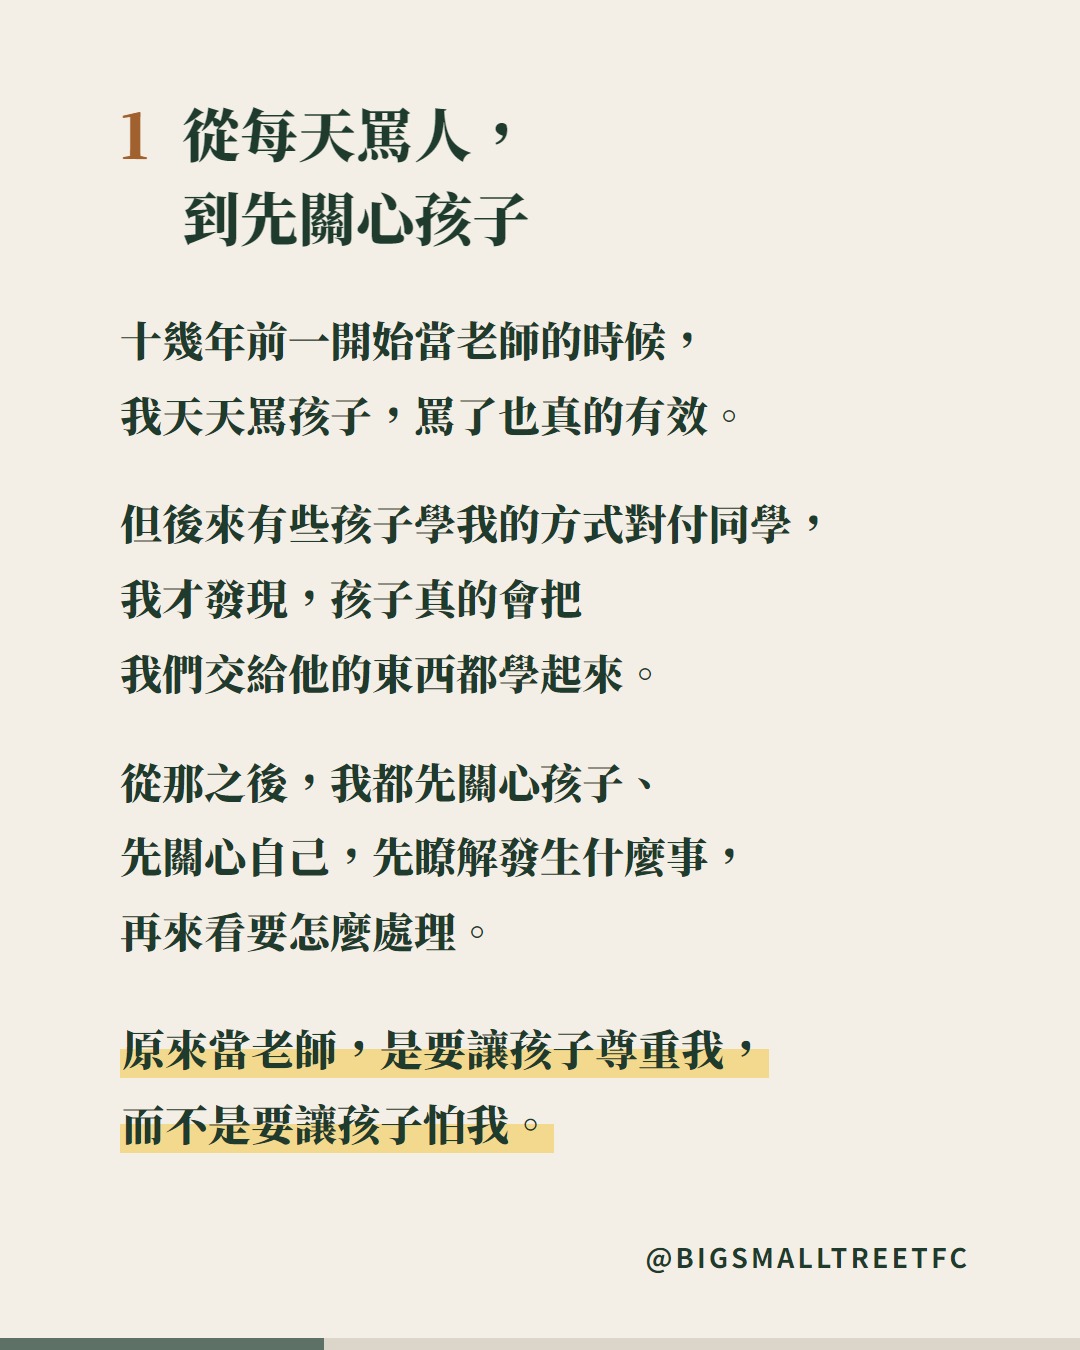 1 從每天罵人，
到先關心孩子
十幾年前一開始當老師的時候，
我天天罵孩子，罵了也真的有效。
但後來有些孩子學我的方式對付同學，
我才發現，孩子真的會把
我們交給他的東西都學起來。
從那之後，我都先關心孩子、
先關心自己，先瞭解發生什麼事，
再來看要怎麼處理。
原來當老師，是要讓孩子尊重我，
而不是要讓孩子怕我。
@BIGSMALLTREETFC